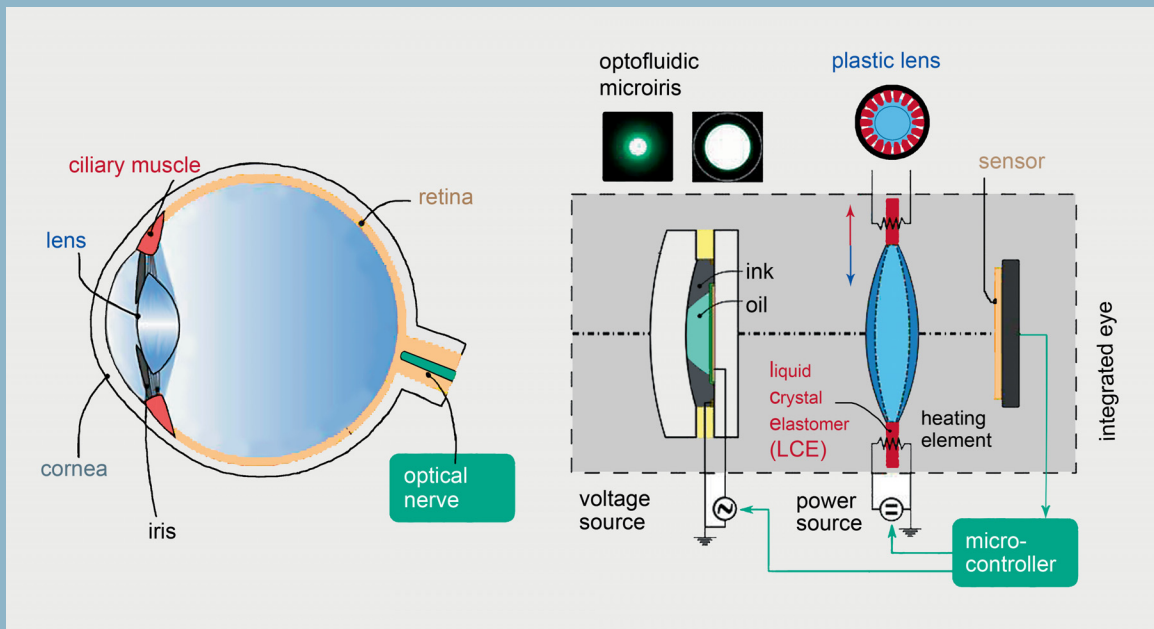 ciliary muscle
lens
retina
cornea
iris
optical
nerve
optofluidic
microiris
plastic lens
sensor
ink
oil
liquid
crystal
elastomer
(LCE)
heating
element
integrated eye
voltage
source
power
source
micro-
controller